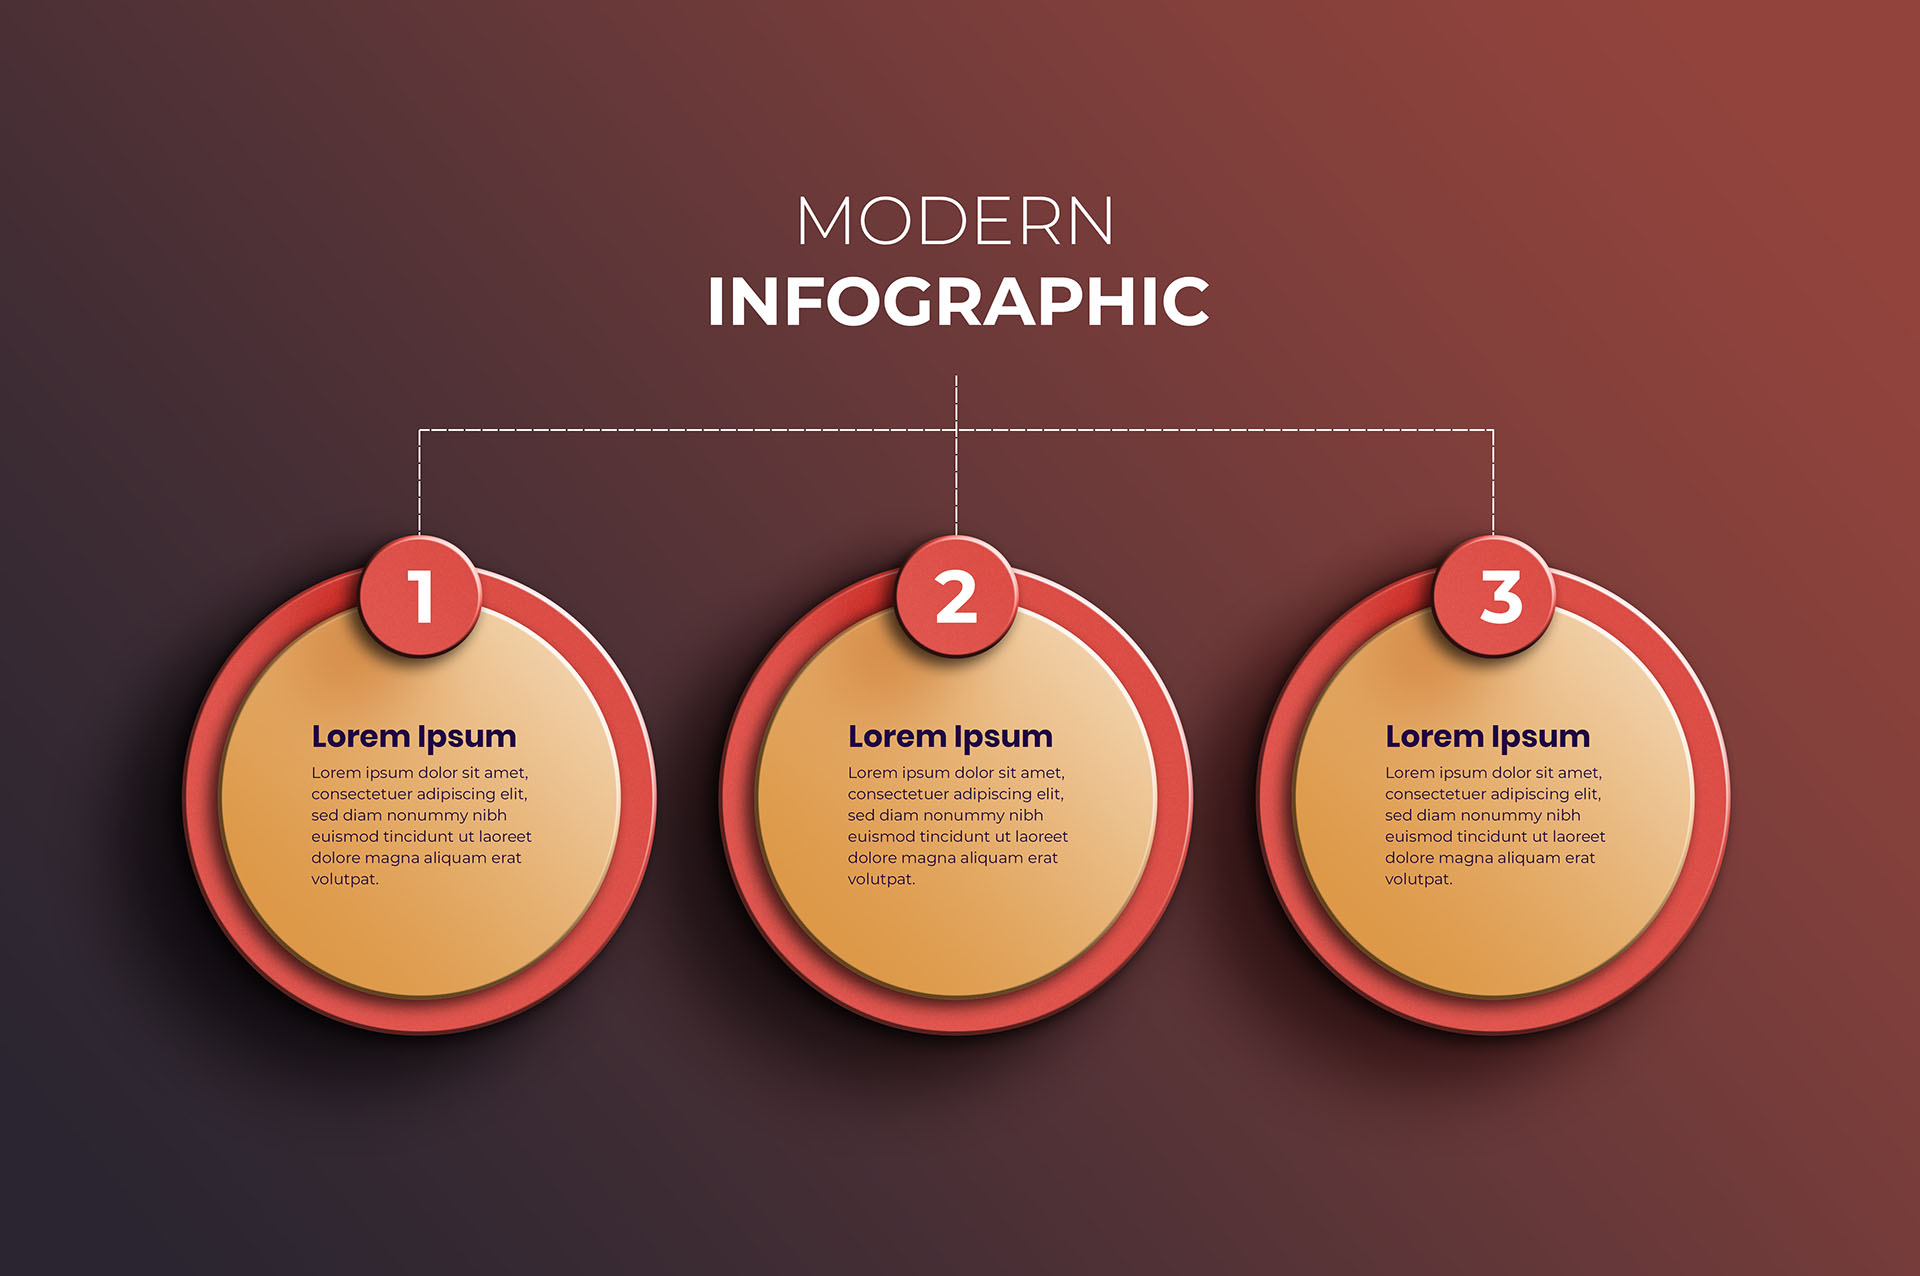 MODERN
INFOGRAPHIC
1
Lorem Ipsum
Lorem ipsum dolor sit amet,
consectetuer adipiscing elit,
sed diam nonummy nibh
euismod tincidunt ut laoreet
dolore magna aliquam erat
volutpat.
2
Lorem Ipsum
Lorem ipsum dolor sit amet,
consectetuer adipiscing elit,
sed diam nonummy nibh
euismod tincidunt ut laoreet
dolore magna aliquam erat
volutpat.
3
Lorem Ipsum
Lorem ipsum dolor sit amet,
consectetuer adipiscing elit,
sed diam nonummy nibh
euismod tincidunt ut laoreet
dolore magna aliquam erat
volutpat.